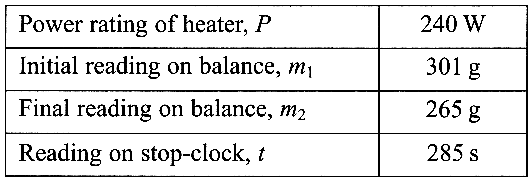 Power rating of heater, P 240 W
Initial reading on balance, m₁ 301 g
Final reading on balance, m₂ 265 g
Reading on stop-clock, t 285 s